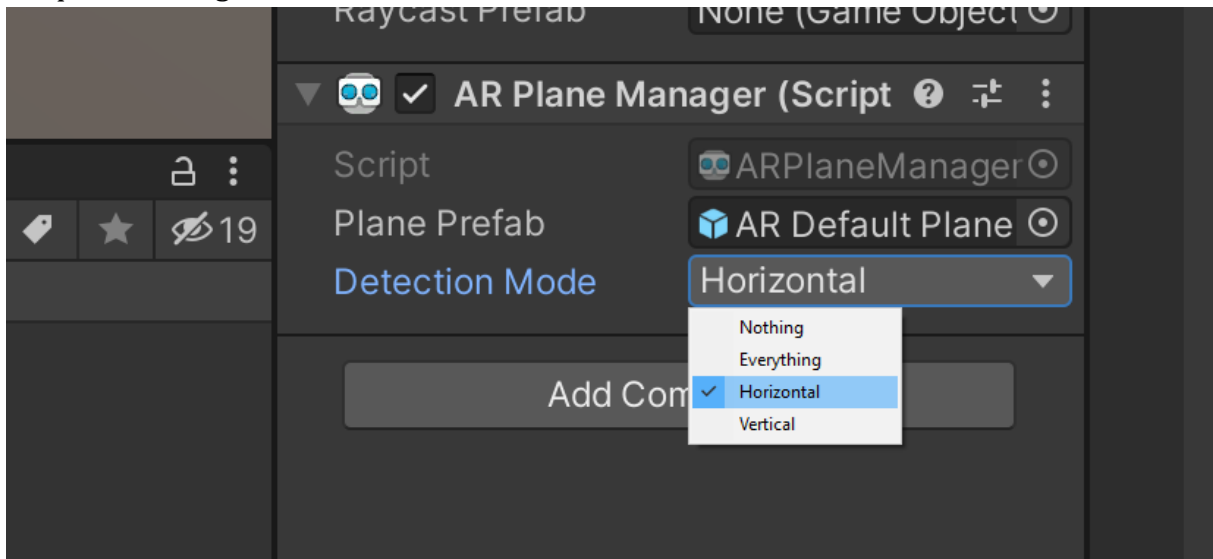 Raycast Prefab None (Game Object
AR Plane Manager (Script
Script ARPlaneManager
19 Plane Prefab AR Default Plane
Detection Mode Horizontal
Nothing
Everything
Add Com Horizontal
Vertical